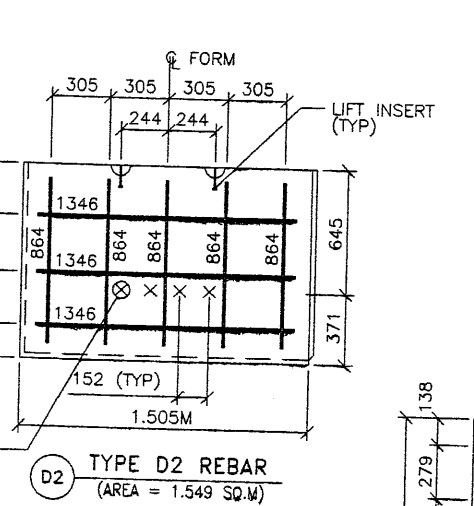 ℄ FORM
305 305 305 305
244 244
LIFT INSERT
(TYP)
1346
864 864 864 864 864
645
1346
1346
371
152 (TYP)
1.505M
138
279
D2 TYPE D2 REBAR
(AREA = 1.549 SQ.M)